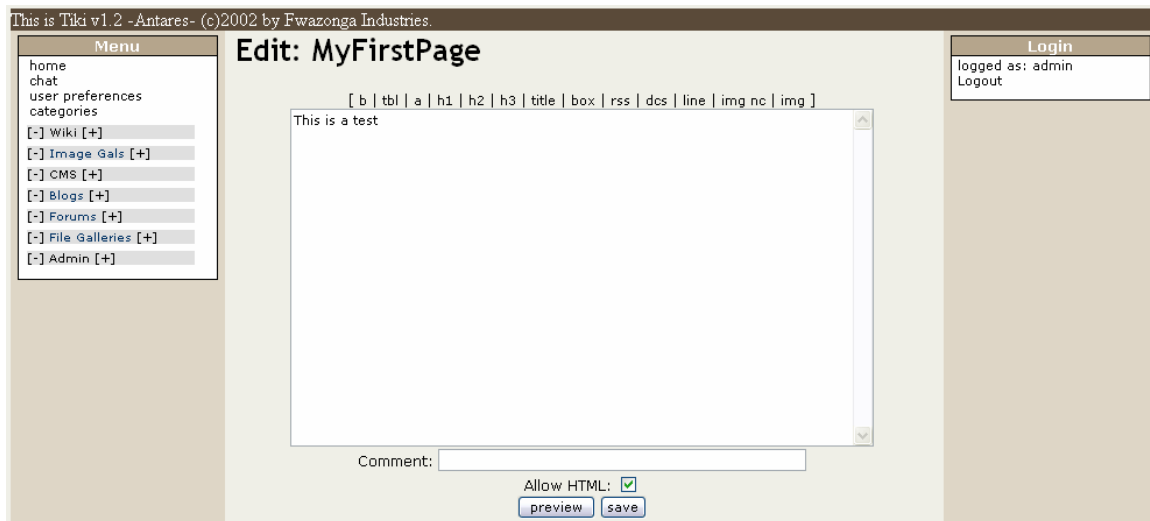 This is Tiki v1.2 -Antares- (c)2002 by Fwazonga Industries.
Menu
home
chat
user preferences
categories
[-] Wiki [+]
[-] Image Gals [+]
[-] CMS [+]
[-] Blogs [+]
[-] Forums [+]
[-] File Galleries [+]
[-] Admin [+]
Edit: MyFirstPage
[ b | tbl | a | h1 | h2 | h3 | title | box | rss | dcs | line | img nc | img ]
This is a test
Comment:
Allow HTML:
preview save
Login
logged as: admin
Logout